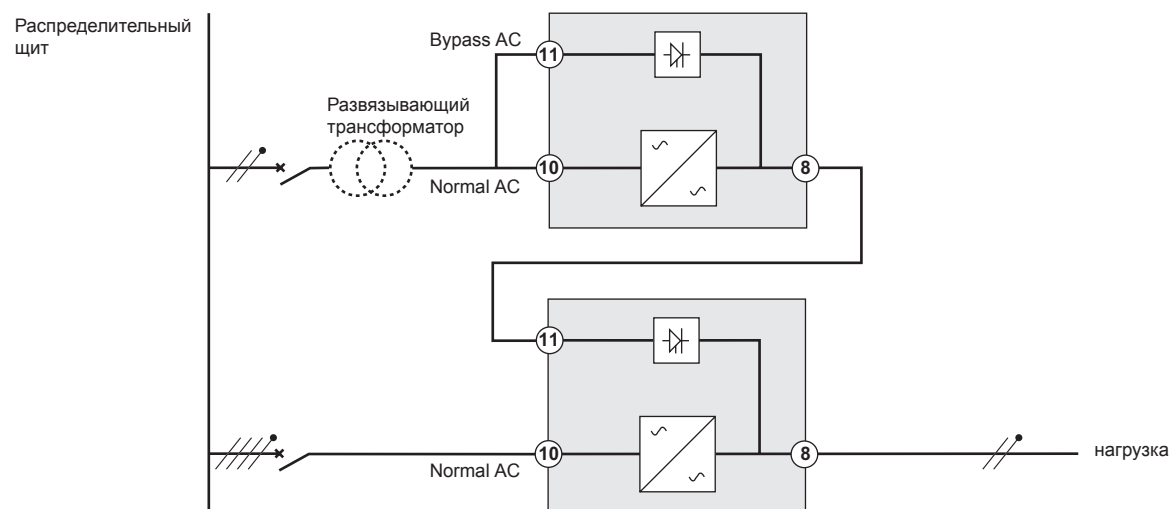 Распределительный
щит
Bypass AC
11
Развязывающий
трансформатор
10
8
Normal AC
11
10
8
нагрузка
Normal AC